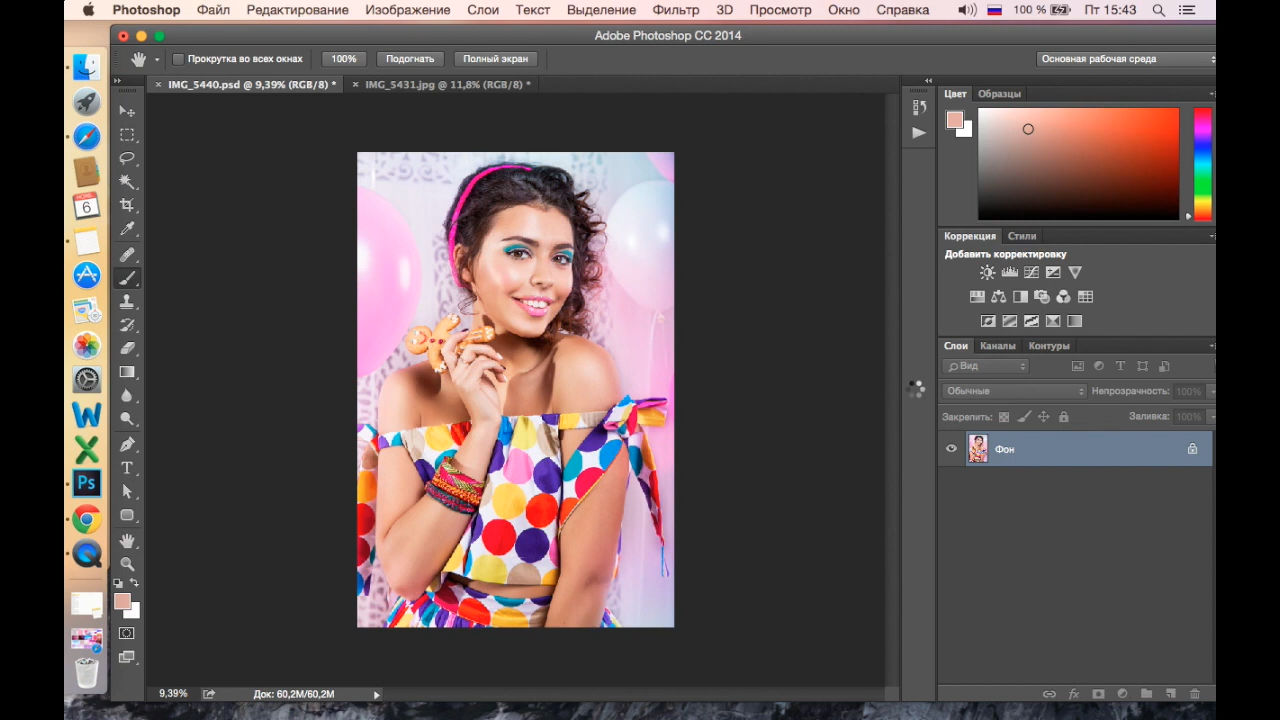 Photoshop Файл Редактирование Изображение Слои Текст Выделение Фильтр 3D Просмотр Окно Справка 100 % Пт 15:43
Adobe Photoshop CC 2014
Прокрутка во всех окнах 100% Подогнать Полный экран Основная рабочая среда
× IMG_5440.psd @ 9,39% (RGB/8) * × IMG_5431.jpg @ 11,8% (RGB/8) *
Цвет Образцы
6
Коррекция Стили
Добавить корректировку
Слои Каналы Контуры
Вид
Обычные Непрозрачность: 100%
Закрепить: Заливка: 100%
Фон
W
X
Ps
T
fx
9,39% Док: 60,2M/60,2M